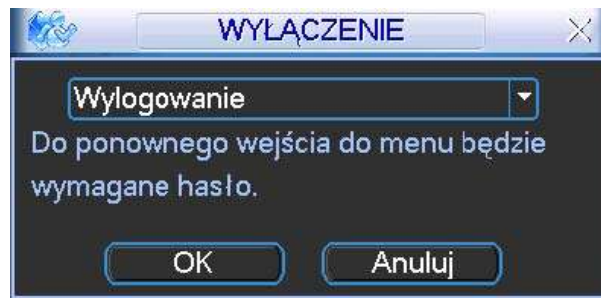 WYŁĄCZENIE
Wylogowanie
Do ponownego wejścia do menu będzie
wymagane hasło.
OK Anuluj